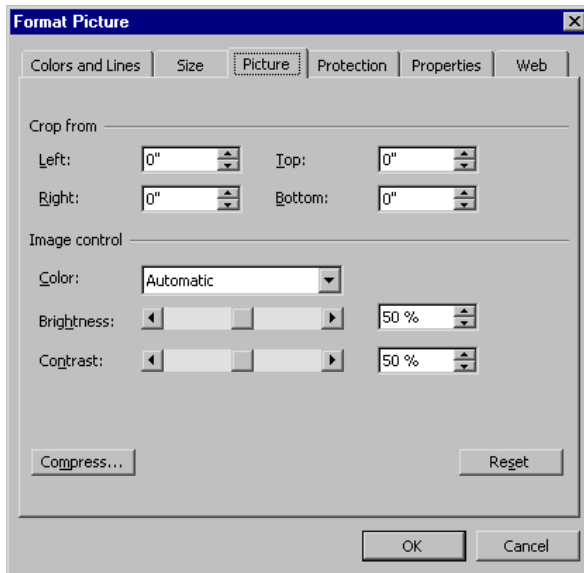 Format Picture
Colors and Lines Size Picture Protection Properties Web
Crop from
Left: 0" Top: 0"
Right: 0" Bottom: 0"
Image control
Color: Automatic
Brightness: 50 %
Contrast: 50 %
Compress... Reset
OK Cancel